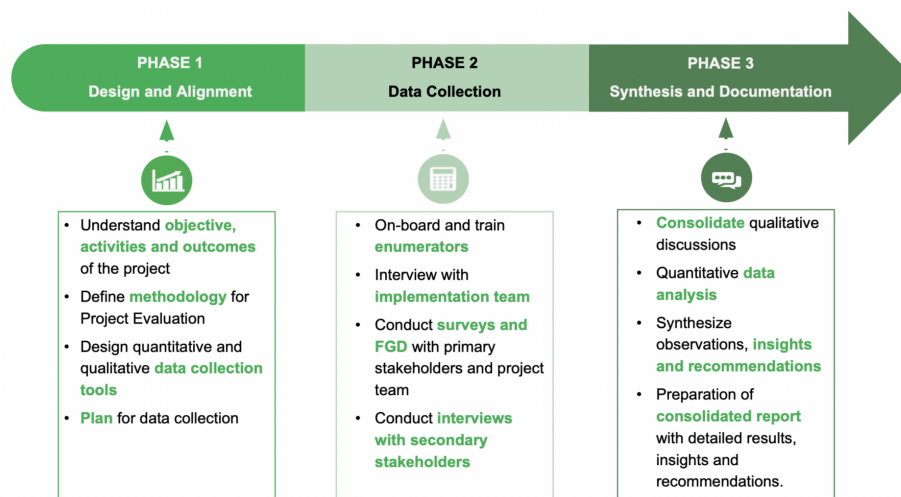 PHASE 1
Design and Alignment
PHASE 2
Data Collection
PHASE 3
Synthesis and Documentation
• Understand objective,
activities and outcomes
of the project
• Define methodology for
Project Evaluation
• Design quantitative and
qualitative data collection
tools
• Plan for data collection
• On-board and train
enumerators
• Interview with
implementation team
• Conduct surveys and
FGD with primary
stakeholders and project
team
• Conduct interviews
with secondary
stakeholders
• Consolidate qualitative
discussions
• Quantitative data
analysis
• Synthesize
observations, insights
and recommendations
• Preparation of
consolidated report
with detailed results,
insights and
recommendations.